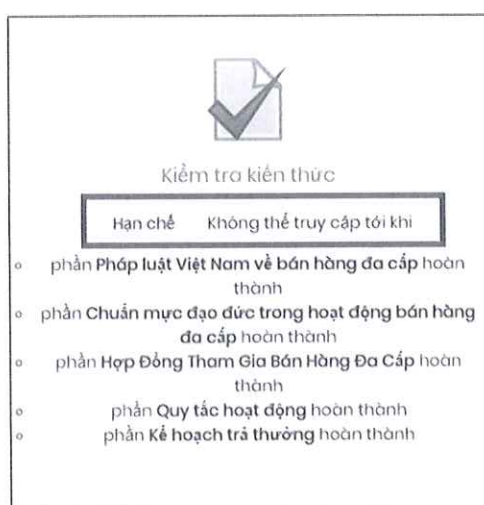 Kiểm tra kiến thức
Hạn chế Không thể truy cập tới khi
phần Pháp luật Việt Nam về bán hàng đa cấp hoàn
thành
phần Chuẩn mực đạo đức trong hoạt động bán hàng
đa cấp hoàn thành
phần Hợp Đồng Tham Gia Bán Hàng Đa Cấp hoàn
thành
phần Quy tắc hoạt động hoàn thành
phần Kế hoạch trả thưởng hoàn thành